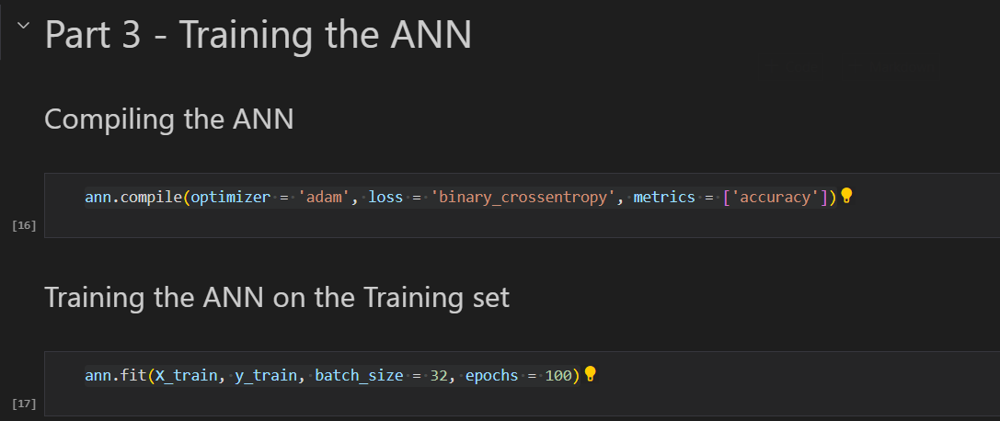 Part 3 - Training the ANN
Compiling the ANN
ann.compile(optimizer = 'adam', loss = 'binary_crossentropy', metrics = ['accuracy'])
[16]
Training the ANN on the Training set
ann.fit(X_train, y_train, batch_size = 32, epochs = 100)
[17]